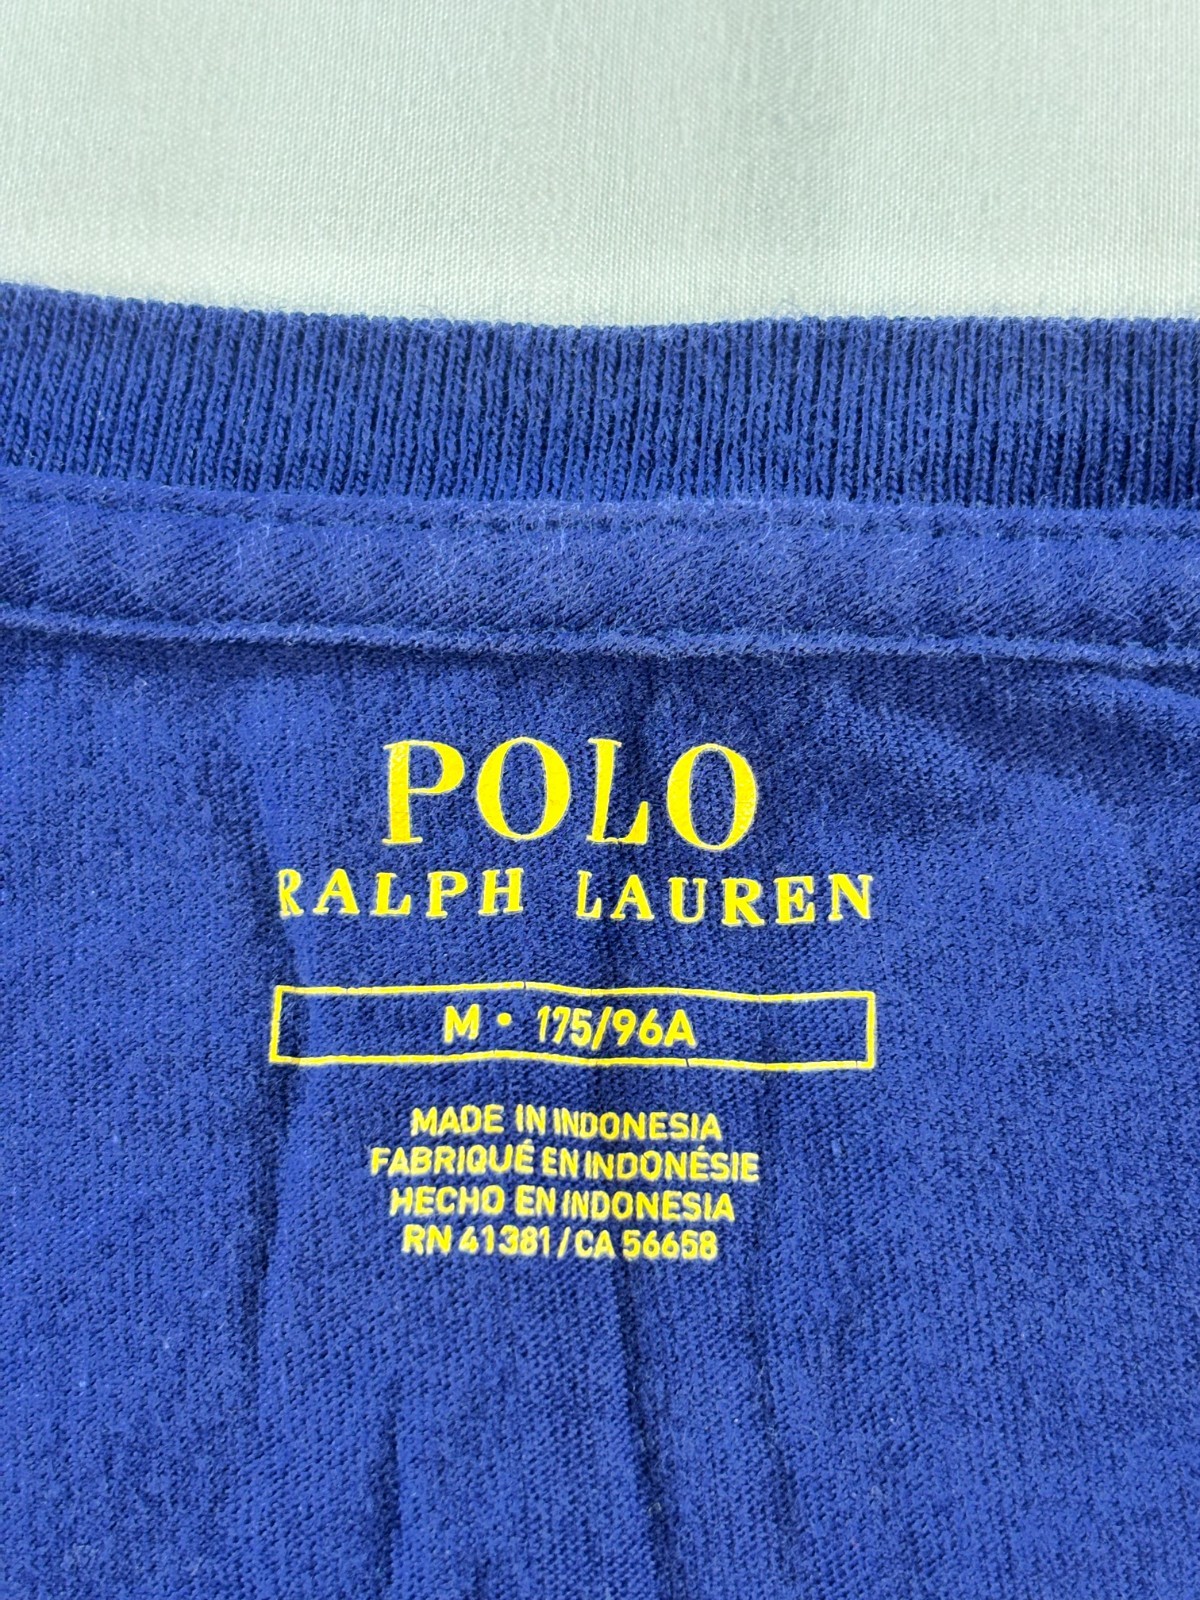 POLO
RALPH LAUREN
M • 175/96A
MADE IN INDONESIA
FABRIQUÉ EN INDONÉSIE
HECHO EN INDONESIA
RN 41381 / CA 56658